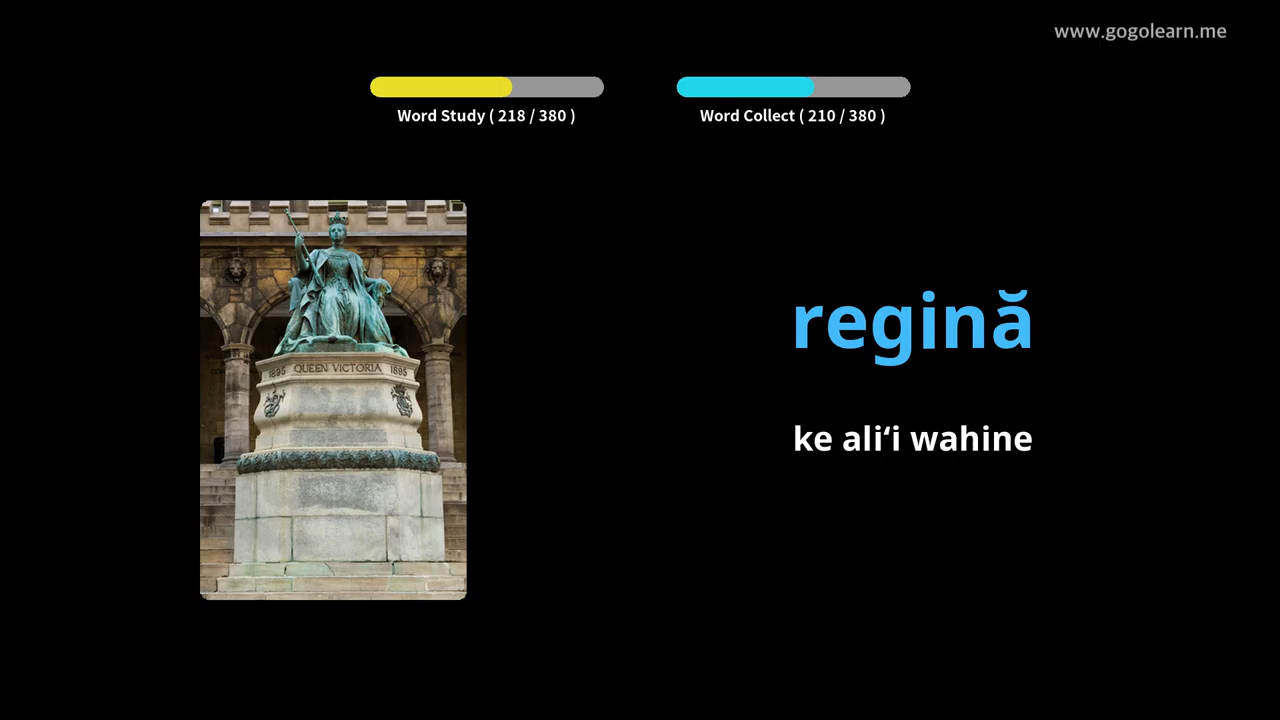 www.gogolearn.me
Word Study ( 218 / 380 )
Word Collect ( 210 / 380 )
1895 QUEEN VICTORIA 1895
regină
ke aliʻi wahine